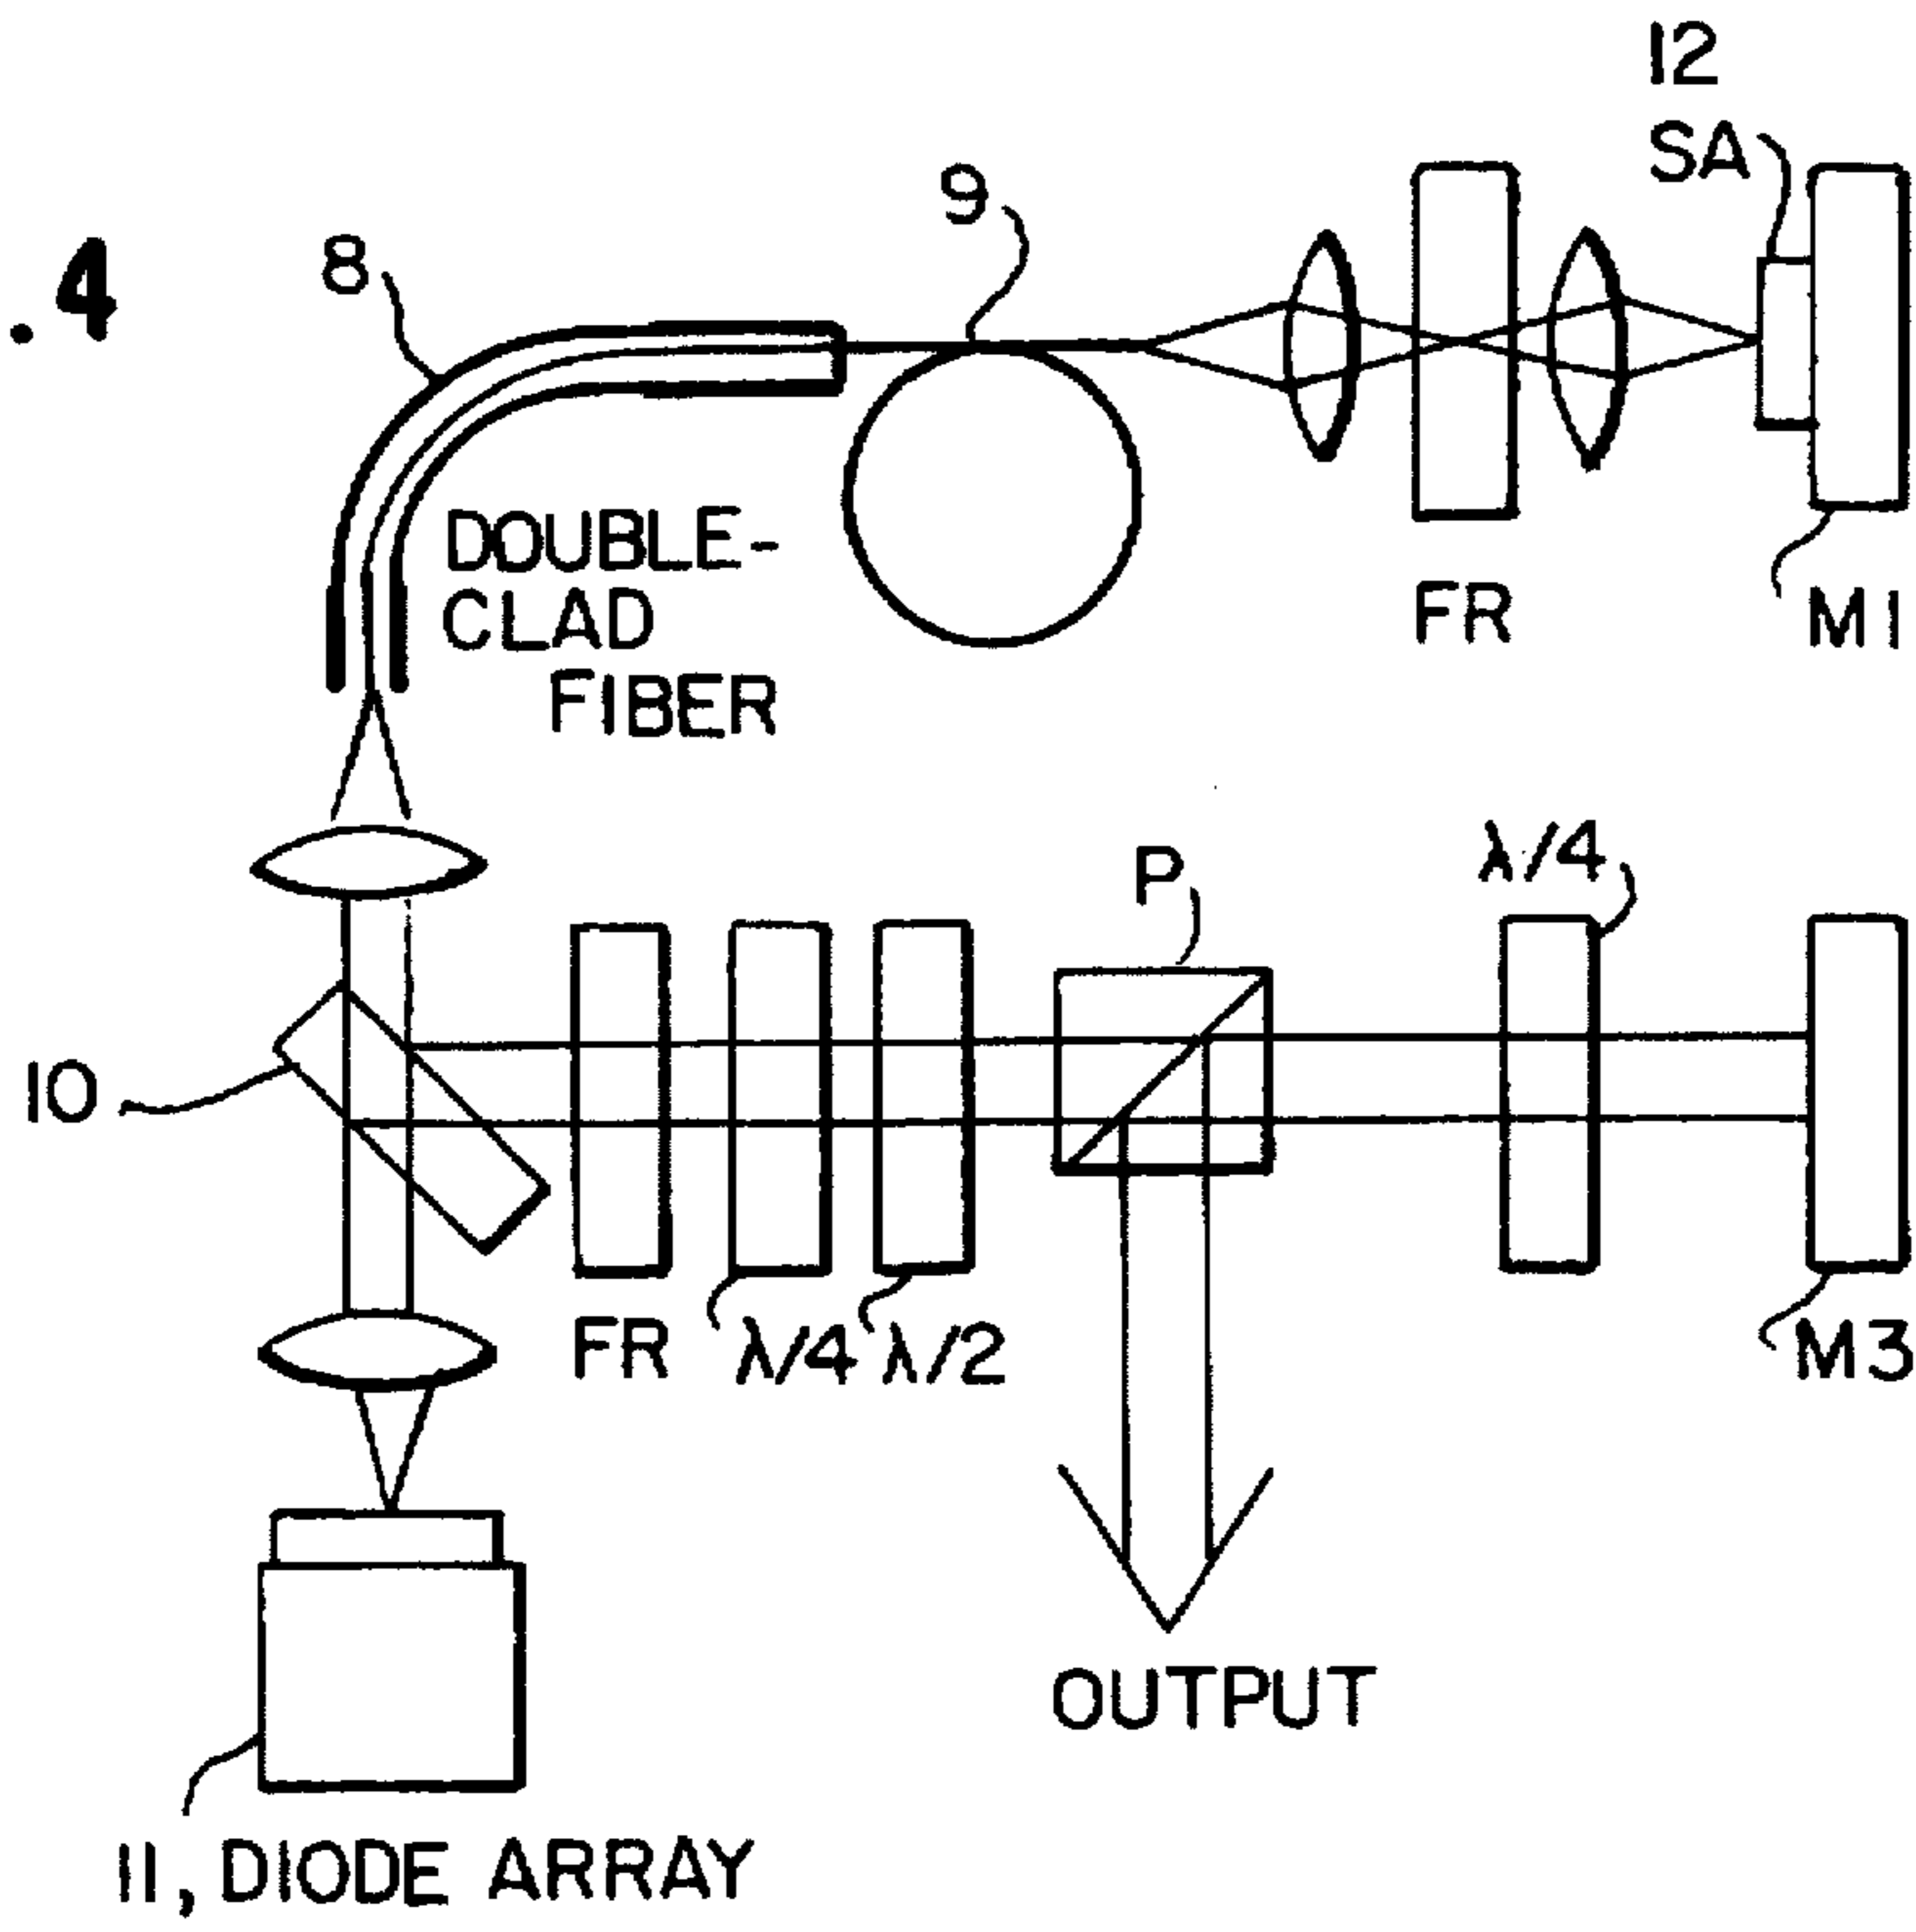 .4
12
SA
9
8
DOUBLE-
CLAD
FIBER
FR
M1
P
λ/4
10
FR
λ/4
λ/2
M3
OUTPUT
11, DIODE ARRAY